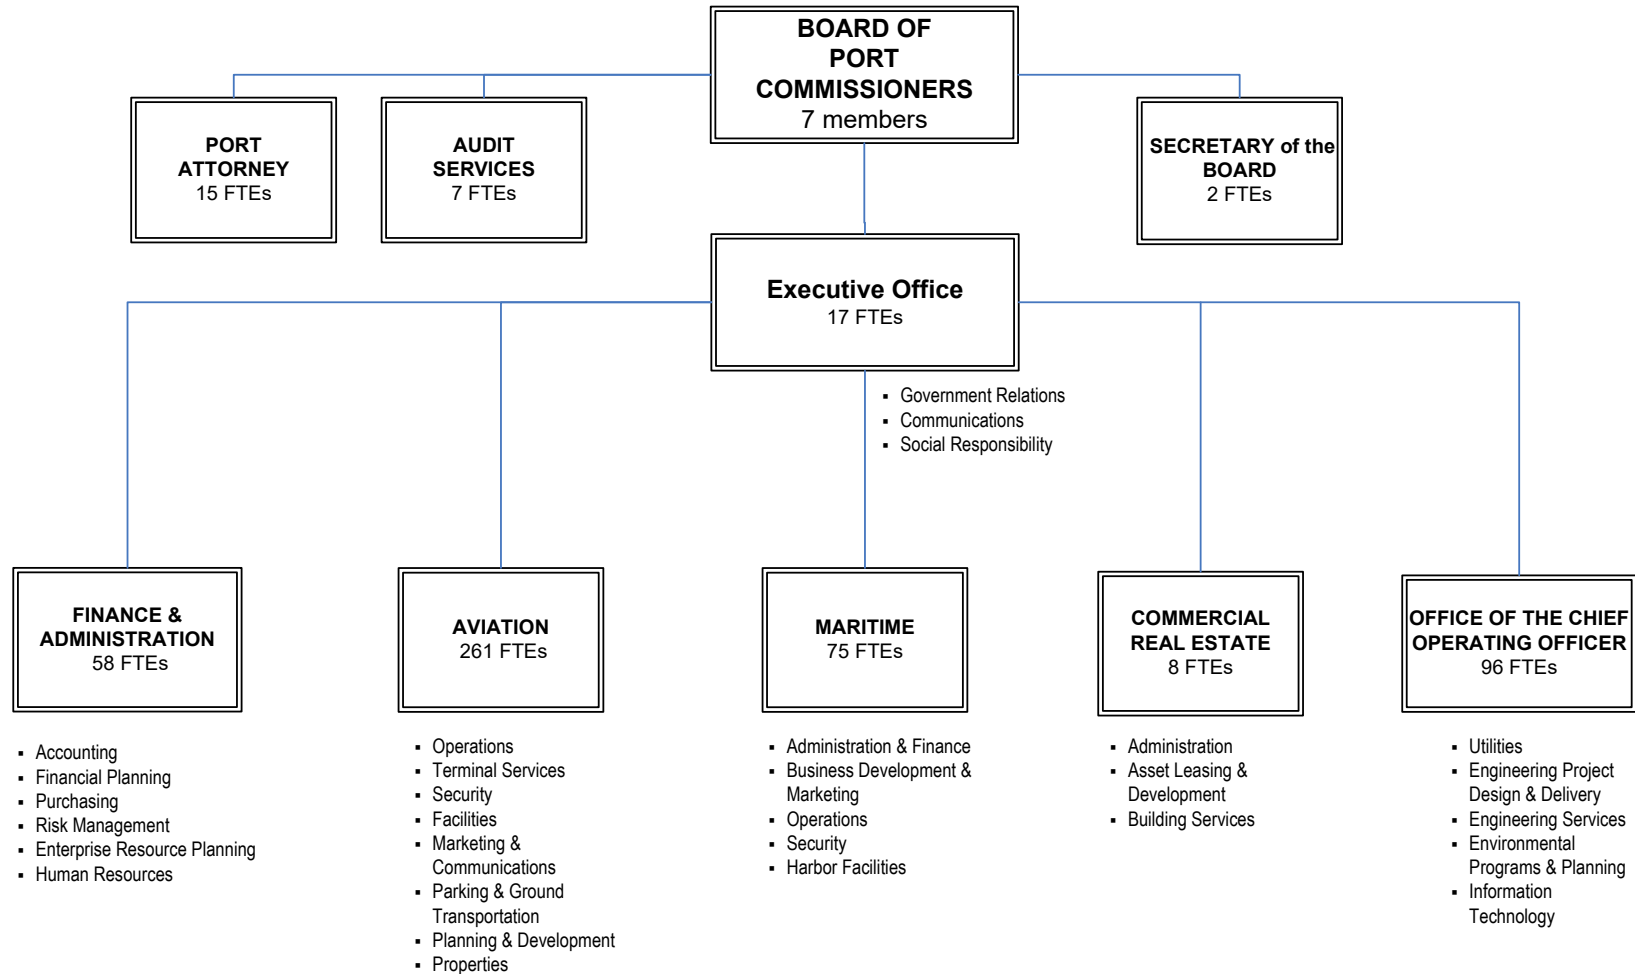 BOARD OF
PORT
COMMISSIONERS
7 members
PORT
ATTORNEY
15 FTEs
AUDIT
SERVICES
7 FTEs
SECRETARY of the
BOARD
2 FTEs
Executive Office
17 FTEs
▪ Government Relations
▪ Communications
▪ Social Responsibility
FINANCE &
ADMINISTRATION
58 FTEs
▪ Accounting
▪ Financial Planning
▪ Purchasing
▪ Risk Management
▪ Enterprise Resource Planning
▪ Human Resources
AVIATION
261 FTEs
▪ Operations
▪ Terminal Services
▪ Security
▪ Facilities
▪ Marketing &
Communications
▪ Parking & Ground
Transportation
▪ Planning & Development
▪ Properties
MARITIME
75 FTEs
▪ Administration & Finance
▪ Business Development &
Marketing
▪ Operations
▪ Security
▪ Harbor Facilities
COMMERCIAL
REAL ESTATE
8 FTEs
▪ Administration
▪ Asset Leasing &
Development
▪ Building Services
OFFICE OF THE CHIEF
OPERATING OFFICER
96 FTEs
▪ Utilities
▪ Engineering Project
Design & Delivery
▪ Engineering Services
▪ Environmental
Programs & Planning
▪ Information
Technology